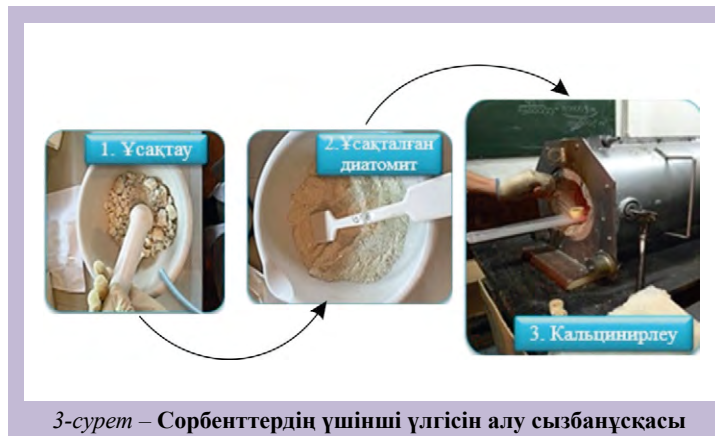 1. Ұсақтау
2.Ұсақталған
диатомит
3. Кальцинирлеу
3-сурет – Сорбенттердің үшінші үлгісін алу сызбанұсқасы